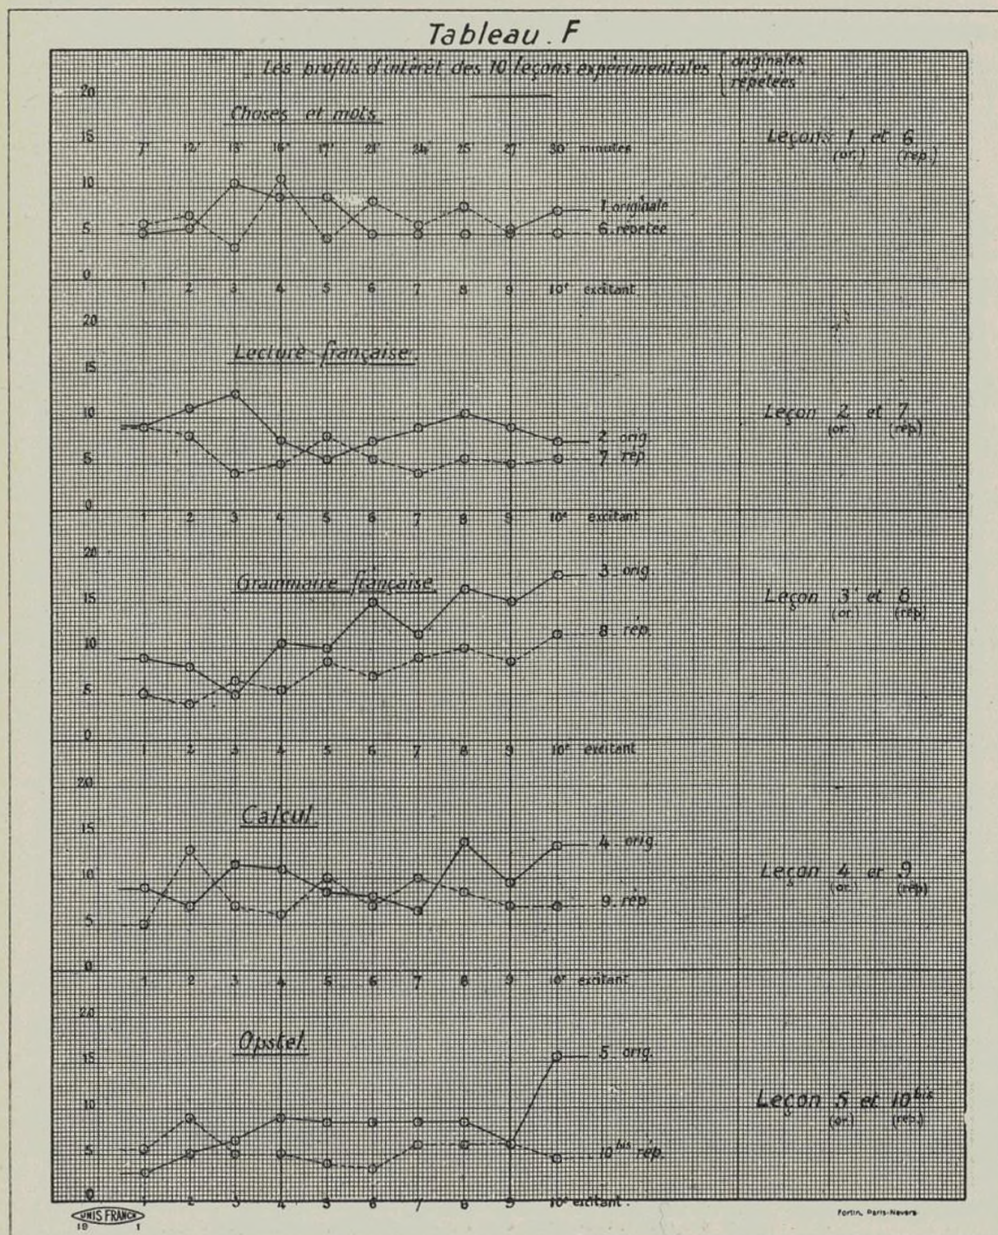 Tableau. F
Les profils d'intérêt des 10 leçons expérimentales { originales
répétées
20
Choses et mots
15
7' 12' 13' 16' 17' 21' 24' 25' 27' 30' minutes
Leçons 1 et 6
(or.) (rép.)
10
1 originale
5
6. répétée
0
1 2 3 4 5 6 7 8 9 10e excitant
20
Lecture française.
15
10
Leçon 2 et 7
(or.) (rép)
2 orig
5
7 rép
0
1 2 3 4 5 6 7 8 9 10e excitant
20
Grammaire française.
3 _ orig
15
Leçon 3 et 8
(or.) (rép)
8 _ rép.
10
5
0
1 2 3 4 5 6 7 8 9 10e excitant
20
Calcul
15
4 orig
10
Leçon 4 et 9
(or.) (rép)
9. rép
5
0
1 2 3 4 5 6 7 8 9 10e excitant
20
Opstel.
15
5 orig.
10
Leçon 5 et 10bis
(or.) (rép.)
5
10bis rép.
0
1 2 3 4 5 6 7 8 9 10e excitant.
UNIS FRANCE
19 1
Fortin, Paris-Nevers